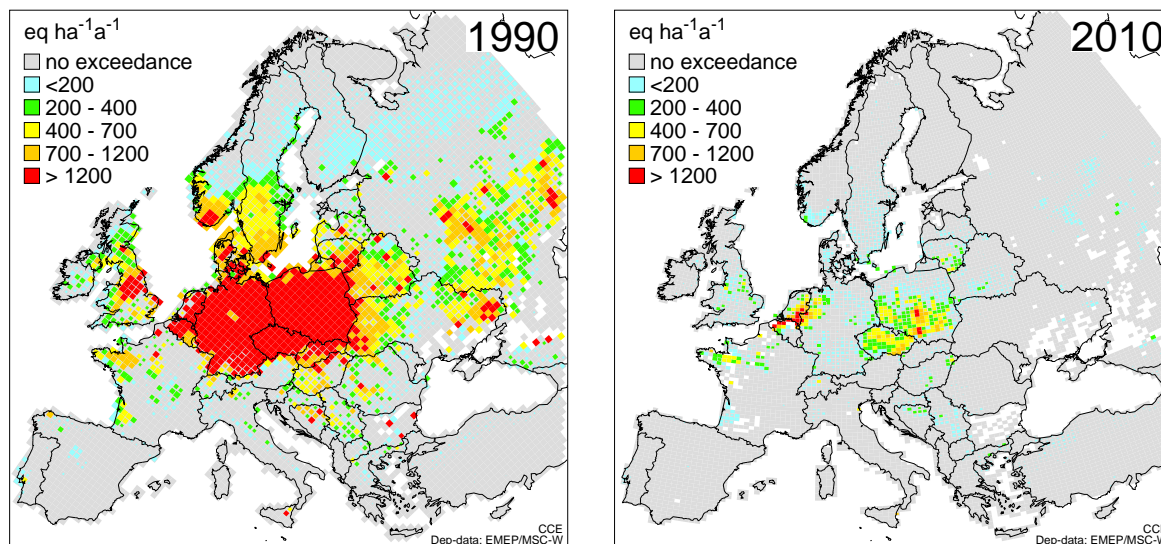 eq ha⁻¹a⁻¹
1990
no exceedance
<200
200 - 400
400 - 700
700 - 1200
> 1200
CCE
Dep-data: EMEP/MSC-W
eq ha⁻¹a⁻¹
2010
no exceedance
<200
200 - 400
400 - 700
700 - 1200
> 1200
CCE
Dep-data: EMEP/MSC-W